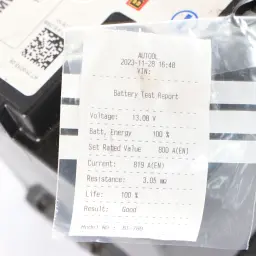 AUTOOL
2023-11-28 16:48
VIN:
Battery Test Report
Voltage: 13.08 V
Batt. Energy 100 %
Set Rated Value 800 A(EN)
Current: 819 A(EN)
Resistance: 3.05 mΩ
Life: 100 %
Result: Good